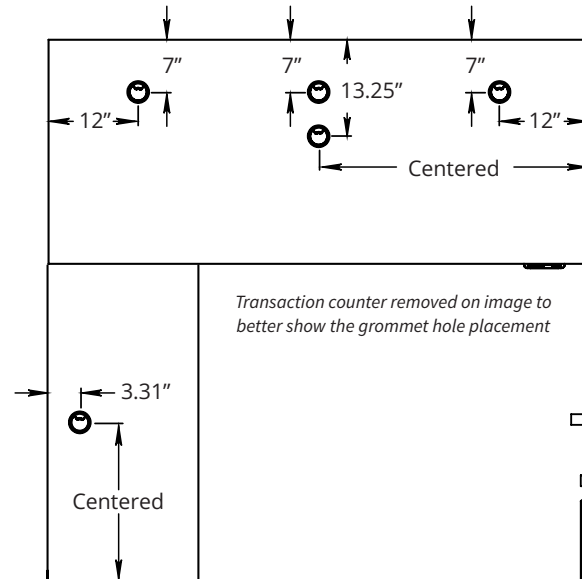 7” 7” 7”
13.25”
12” 12”
Centered
Transaction counter removed on image to
better show the grommet hole placement
3.31”
Centered